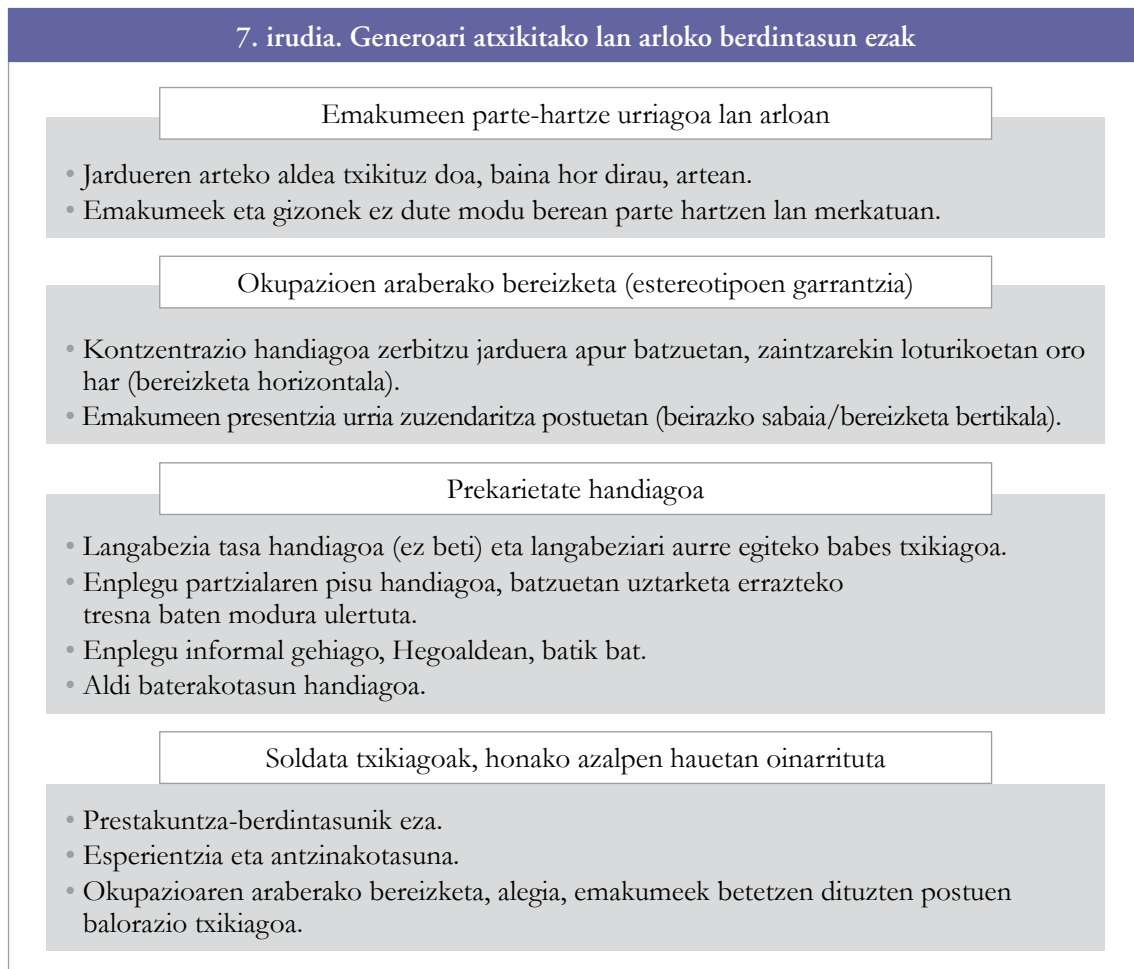 7. irudia. Generoari atxikitako lan arloko berdintasun ezak
Emakumeen parte-hartze urriagoa lan arloan
• Jardueren arteko aldea txikituz doa, baina hor dirau, artean.
• Emakumeek eta gizonek ez dute modu berean parte hartzen lan merkatuan.
Okupazioen araberako bereizketa (estereotipoen garrantzia)
• Kontzentrazio handiagoa zerbitzu jarduera apur batzuetan, zaintzarekin loturikoetan oro
har (bereizketa horizontala).
• Emakumeen presentzia urria zuzendaritza postuetan (beirazko sabaia/bereizketa bertikala).
Prekarietate handiagoa
• Langabezia tasa handiagoa (ez beti) eta langabeziari aurre egiteko babes txikiagoa.
• Enplegu partzialaren pisu handiagoa, batzuetan uztarketa errazteko
tresna baten modura ulertuta.
• Enplegu informal gehiago, Hegoaldean, batik bat.
• Aldi baterakotasun handiagoa.
Soldata txikiagoak, honako azalpen hauetan oinarrituta
• Prestakuntza-berdintasunik eza.
• Esperientzia eta antzinakotasuna.
• Okupazioaren araberako bereizketa, alegia, emakumeek betetzen dituzten postuen
balorazio txikiagoa.